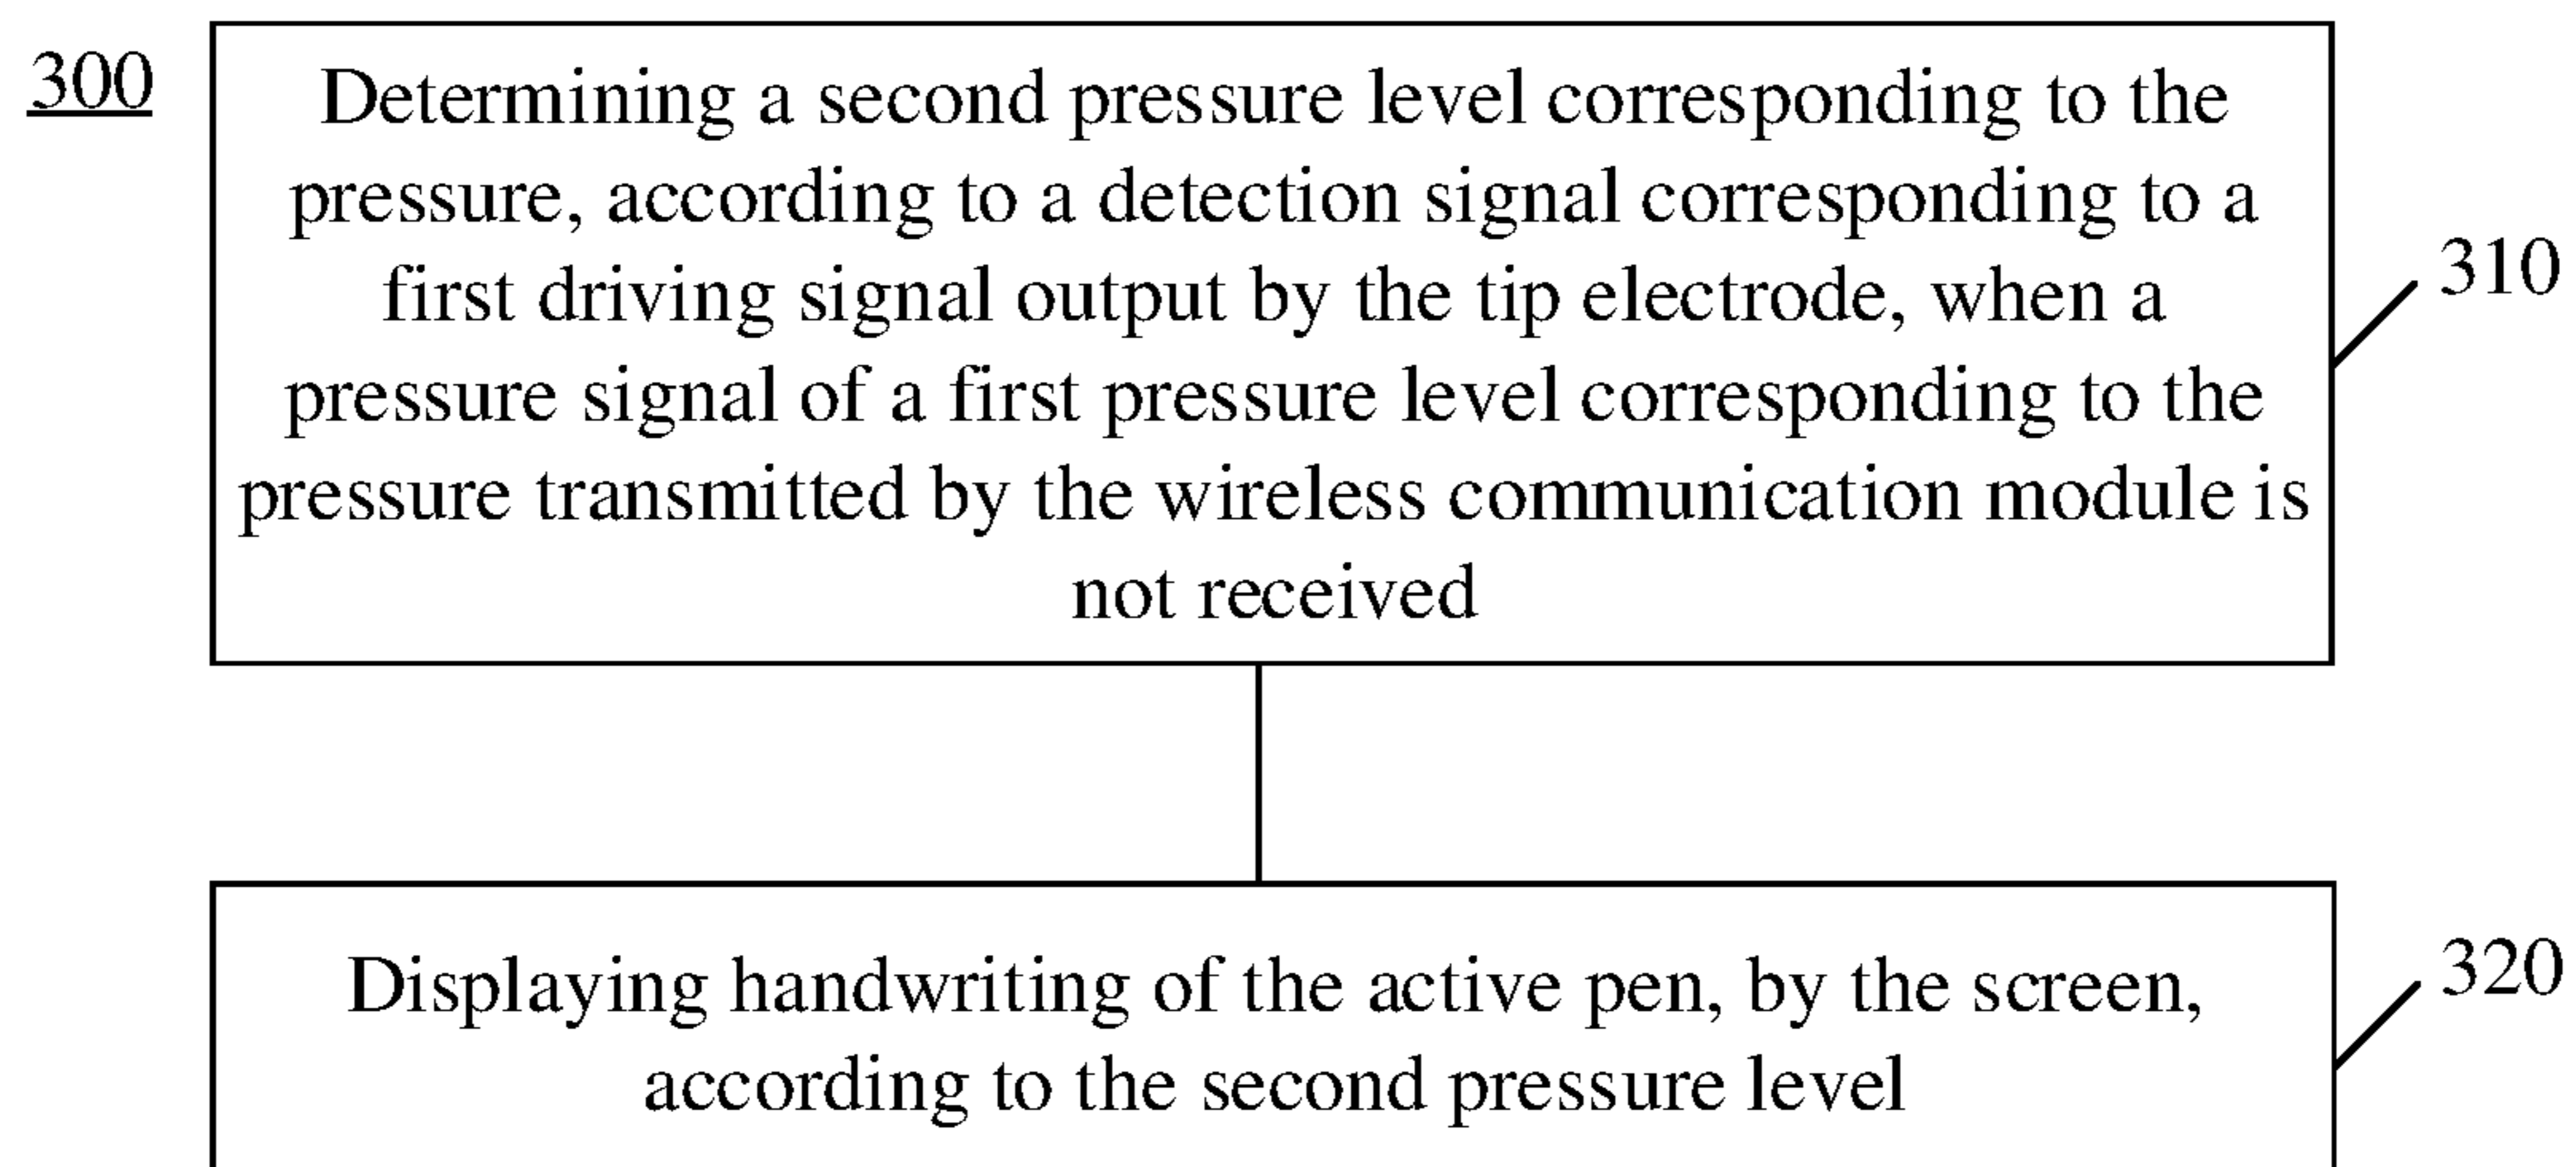 300
Determining a second pressure level corresponding to the
pressure, according to a detection signal corresponding to a
first driving signal output by the tip electrode, when a
pressure signal of a first pressure level corresponding to the
pressure transmitted by the wireless communication module is
not received
310
Displaying handwriting of the active pen, by the screen,
according to the second pressure level
320